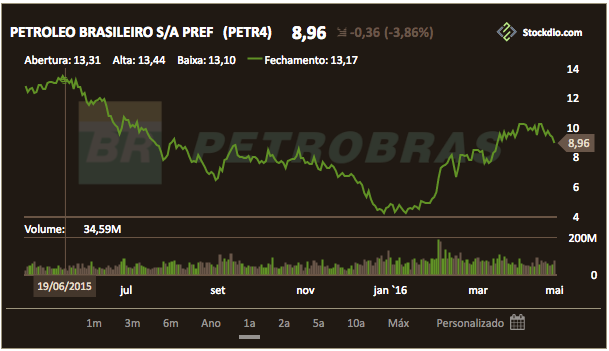 PETROLEO BRASILEIRO S/A PREF (PETR4) 8,96 -0,36 (-3,86%) Stockdio.com
Abertura: 13,31 Alta: 13,44 Baixa: 13,10 Fechamento: 13,17
14
12
BR PETROBRAS
10
8,96
8
6
4
Volume: 34,59M
200M
0
19/06/2015
jul set nov jan `16 mar mai
1m 3m 6m Ano 1a 2a 5a 10a Máx Personalizado